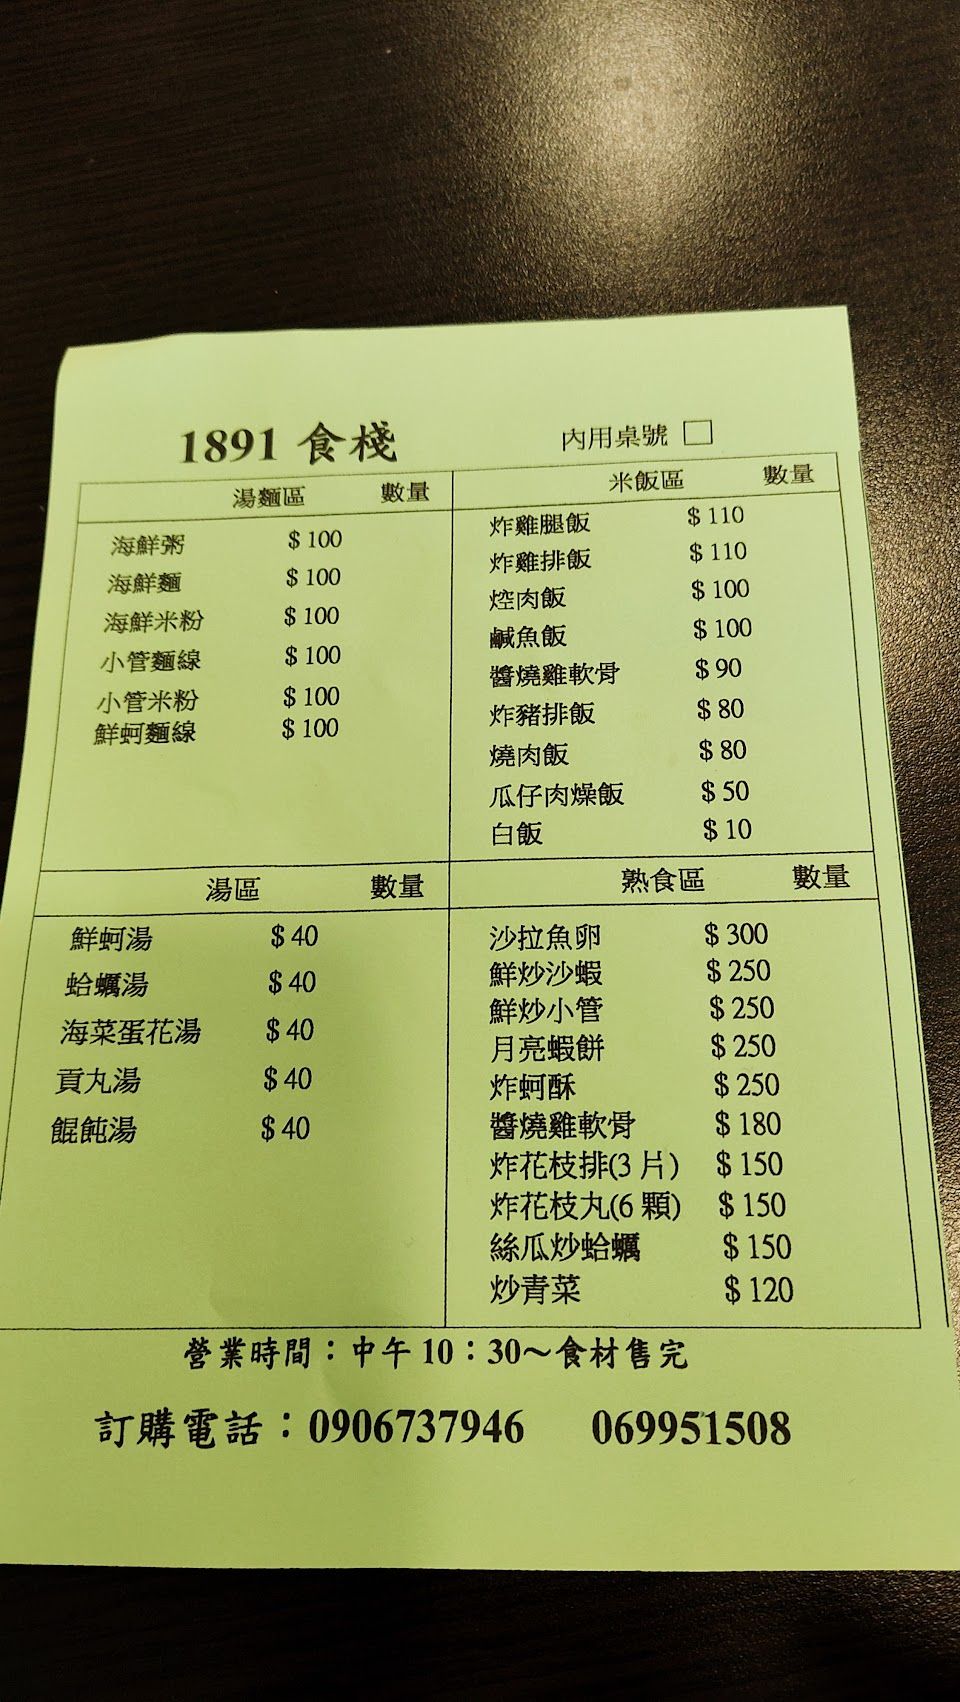 1891 食棧
內用桌號
湯麵區 數量
海鮮粥 $100
海鮮麵 $100
海鮮米粉 $100
小管麵線 $100
小管米粉 $100
鮮蚵麵線 $100
米飯區 數量
炸雞腿飯 $110
炸雞排飯 $110
焢肉飯 $100
鹹魚飯 $100
醬燒雞軟骨 $90
炸豬排飯 $80
燒肉飯 $80
瓜仔肉燥飯 $50
白飯 $10
湯區 數量
鮮蚵湯 $40
蛤蠣湯 $40
海菜蛋花湯 $40
貢丸湯 $40
餛飩湯 $40
熟食區 數量
沙拉魚卵 $300
鮮炒沙蝦 $250
鮮炒小管 $250
月亮蝦餅 $250
炸蚵酥 $250
醬燒雞軟骨 $180
炸花枝排(3 片) $150
炸花枝丸(6 顆) $150
絲瓜炒蛤蠣 $150
炒青菜 $120
營業時間：中午 10：30～食材售完
訂購電話：0906737946 069951508